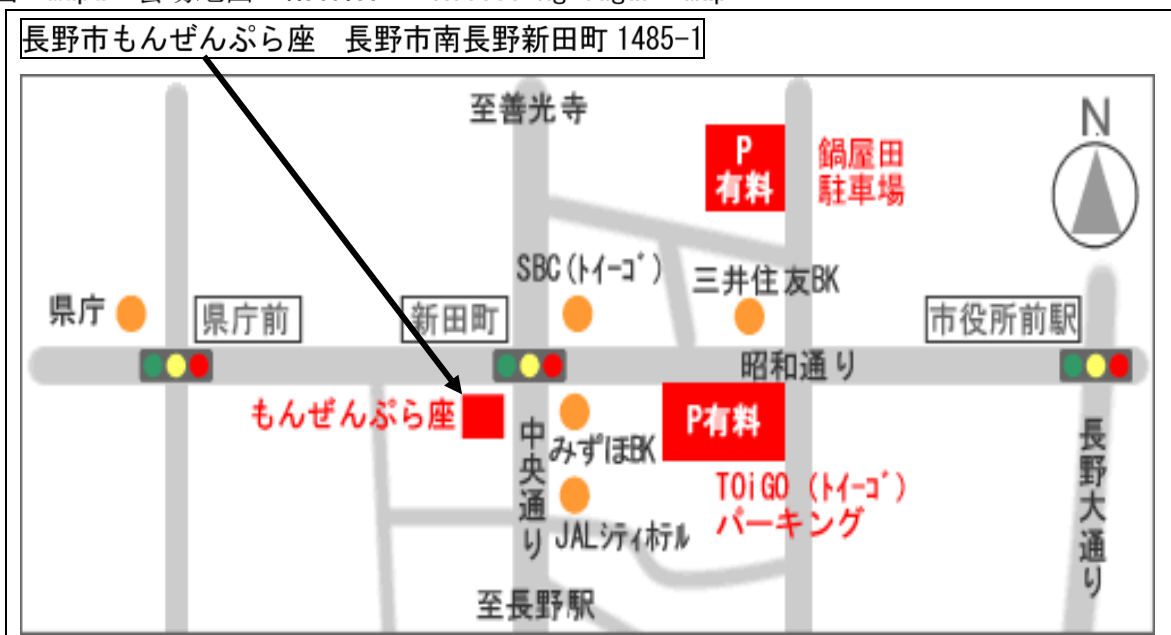 長野市もんぜんぷら座　長野市南長野新田町 1485-1
至善光寺
N
P
有料
鍋屋田
駐車場
SBC(ﾄｲｰｺﾞ)
三井住友BK
県庁
県庁前
新田町
市役所前駅
昭和通り
もんぜんぷら座
中央通り
みずほBK
P有料
TOiGO (ﾄｲｰｺﾞ)
パーキング
JALｼﾃｨﾎﾃﾙ
長野大通り
至長野駅